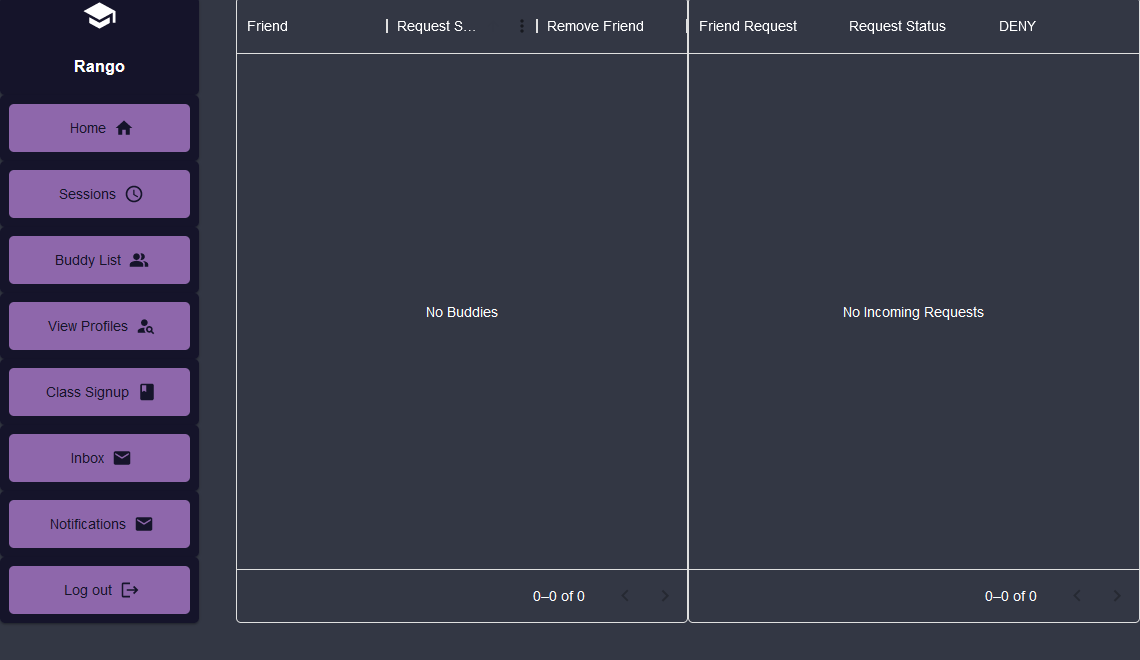 Rango
Home
Sessions
Buddy List
View Profiles
Class Signup
Inbox
Notifications
Log out
Friend Request S... Remove Friend
No Buddies
0–0 of 0
Friend Request Request Status DENY
No Incoming Requests
0–0 of 0